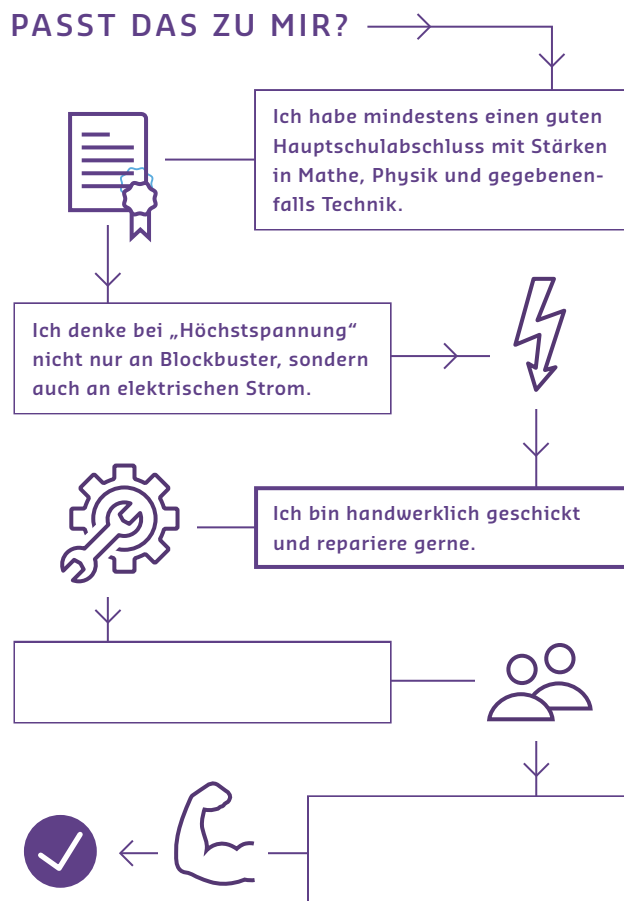 PASST DAS ZU MIR?
Ich habe mindestens einen guten
Hauptschulabschluss mit Stärken
in Mathe, Physik und gegebenen-
falls Technik.
Ich denke bei „Höchstspannung“
nicht nur an Blockbuster, sondern
auch an elektrischen Strom.
Ich bin handwerklich geschickt
und repariere gerne.